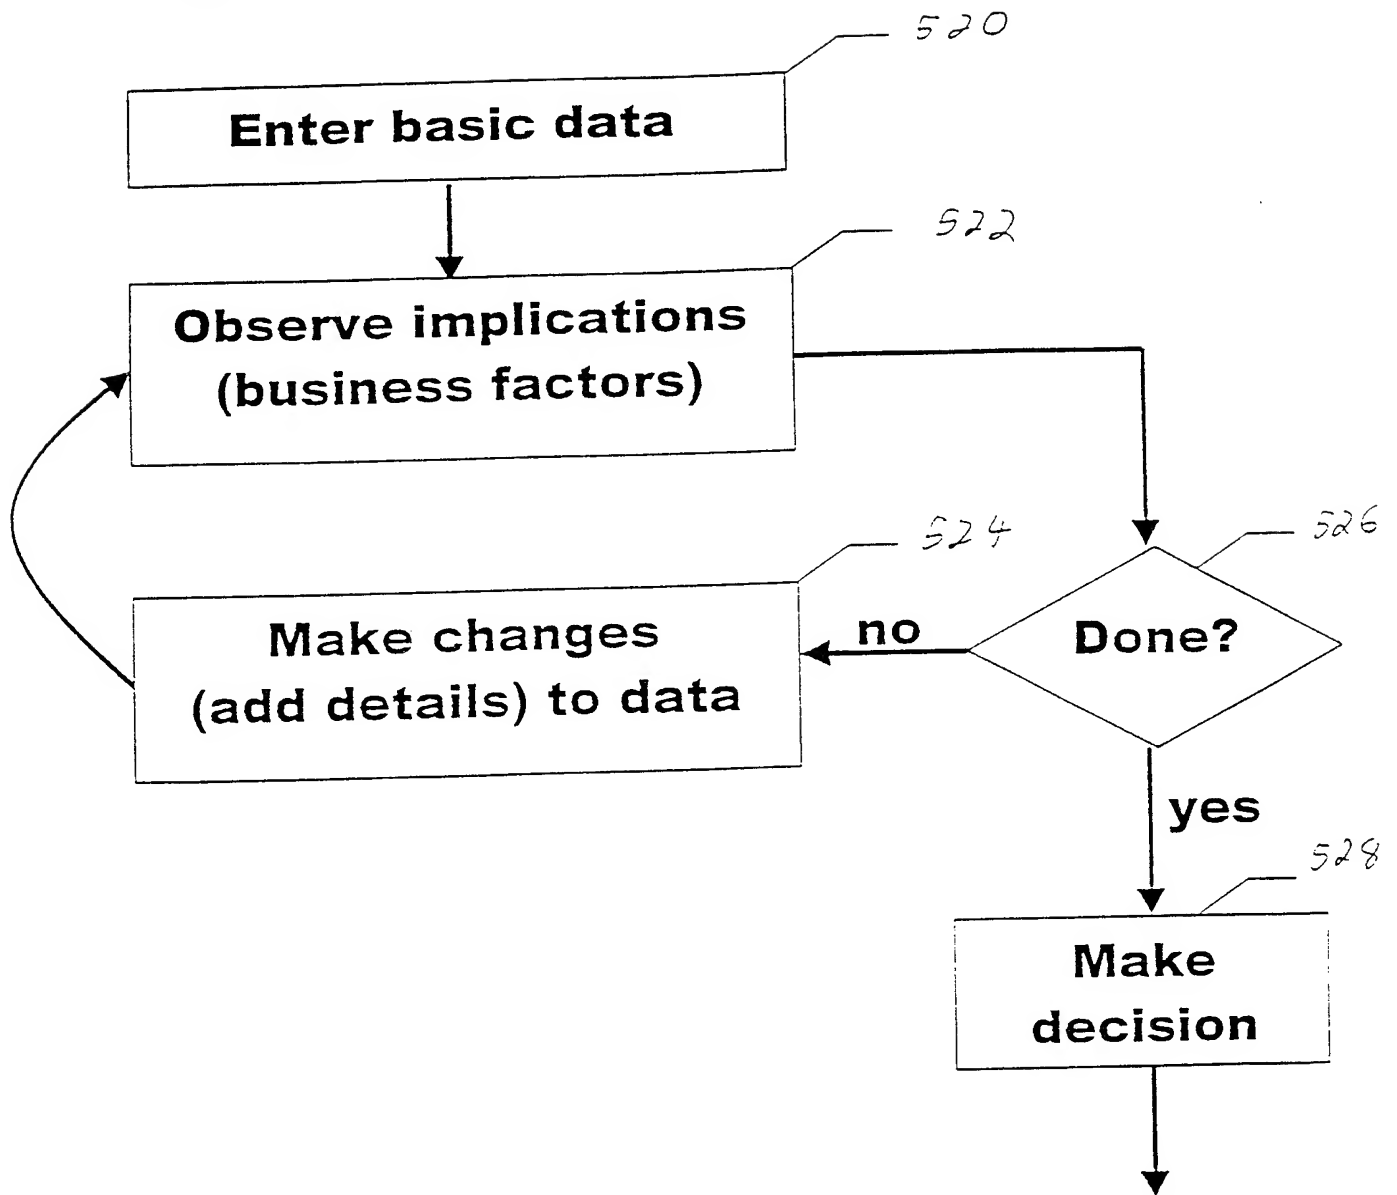 520
Enter basic data
522
Observe implications
(business factors)
524
526
Make changes
(add details) to data
no
Done?
yes
528
Make
decision